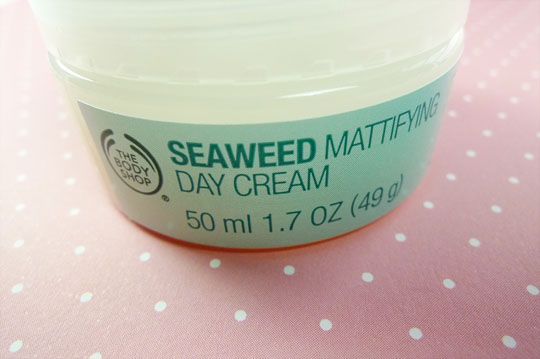 THE
BODY
SHOP
®
SEAWEED MATTIFYING
DAY CREAM
50 ml 1.7 OZ (49 g)